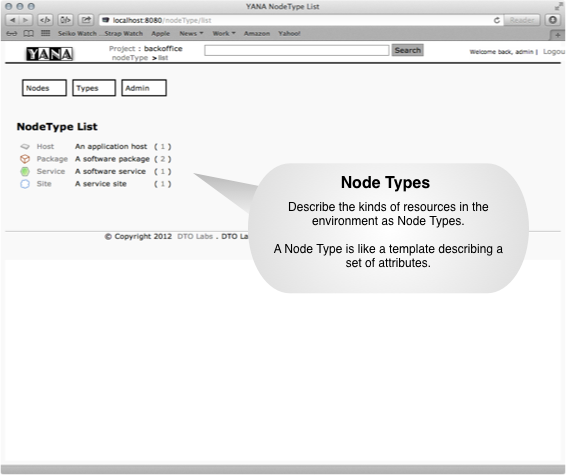 YANA NodeType List
localhost:8080/nodeType/list
Reader
Seiko Watch ...Strap Watch Apple News Work Amazon Yahoo!
YANA
Project : backoffice
nodeType > list
Search
Welcome back, admin | Logou
Nodes Types Admin
NodeType List
Host An application host ( 1 )
Package A software package ( 2 )
Service A software service ( 1 )
Site A service site ( 1 )
Node Types
Describe the kinds of resources in the
environment as Node Types.
A Node Type is like a template describing a
set of attributes.
© Copyright 2012 DTO Labs . DTO La